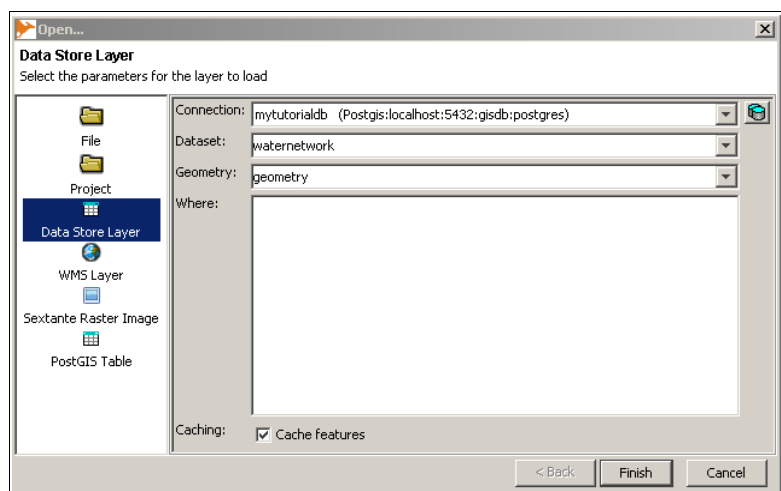 Open...
Data Store Layer
Select the parameters for the layer to load
File
Project
Data Store Layer
WMS Layer
Sextante Raster Image
PostGIS Table
Connection: mytutorialdb (Postgis:localhost:5432:gisdb:postgres)
Dataset: waternetwork
Geometry: geometry
Where:
Caching: Cache features
< Back Finish Cancel